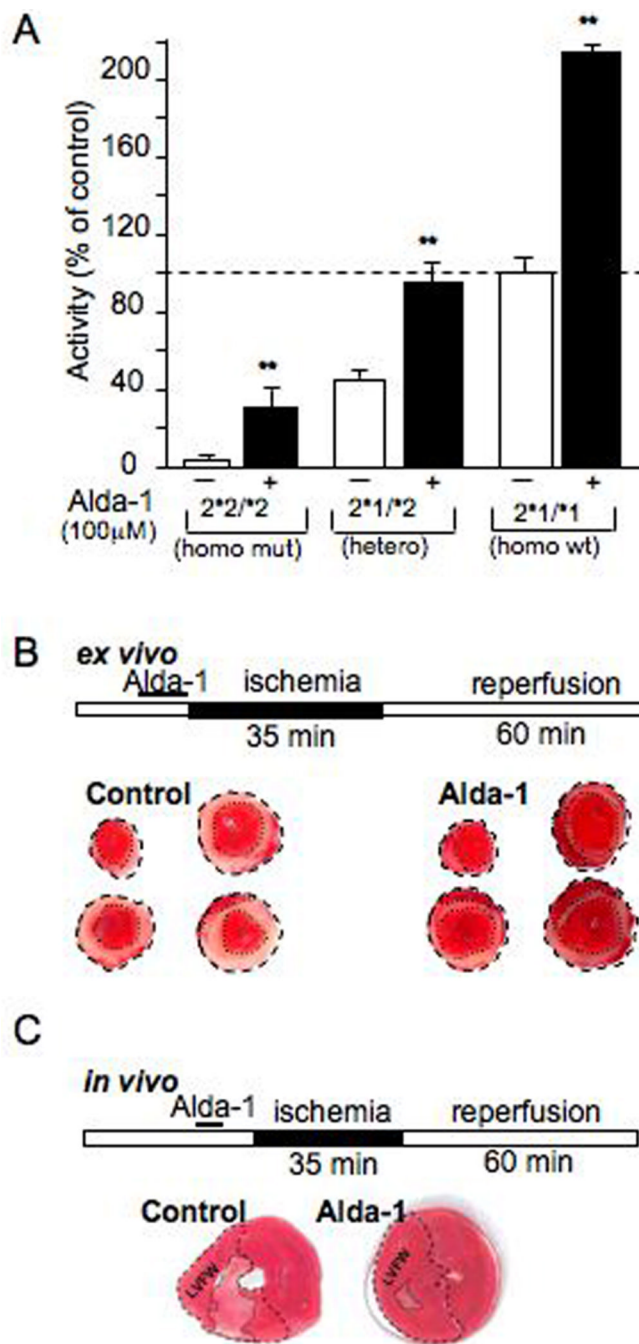 A
Activity (% of control)
200
160
120
80
40
0
** ** **
— + — + — +
Alda-1
(100μM)
2*2/*2 2*1/*2 2*1/*1
(homo mut) (hetero) (homo wt)
B
ex vivo
Alda-1 ischemia reperfusion
35 min 60 min
Control Alda-1
C
in vivo
Alda-1 ischemia reperfusion
35 min 60 min
Control Alda-1
LVFW LVFW